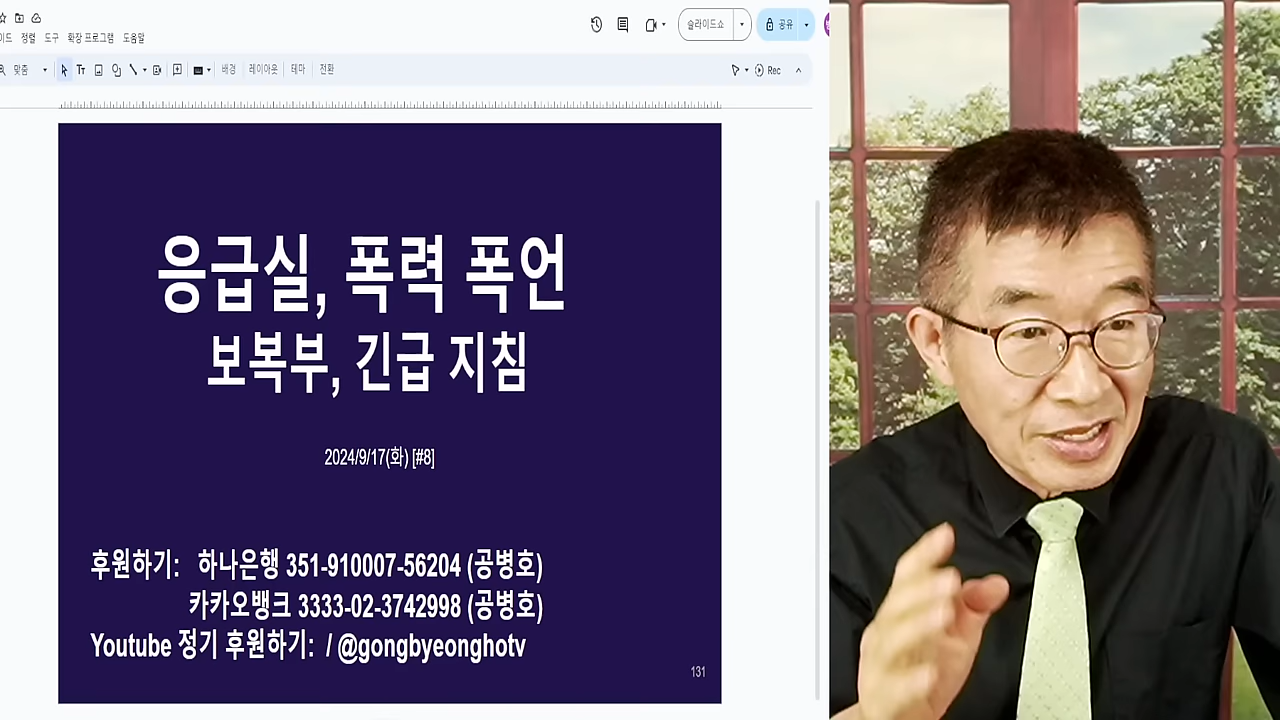 이드 정렬 도구 확장 프로그램 도움말
슬라이드쇼
공유
맞춤
배경 레이아웃 테마 전환
Rec
응급실, 폭력 폭언
보복부, 긴급 지침
2024/9/17(화) [#8]
후원하기: 하나은행 351-910007-56204 (공병호)
카카오뱅크 3333-02-3742998 (공병호)
Youtube 정기 후원하기: / @gongbyeonghotv
131